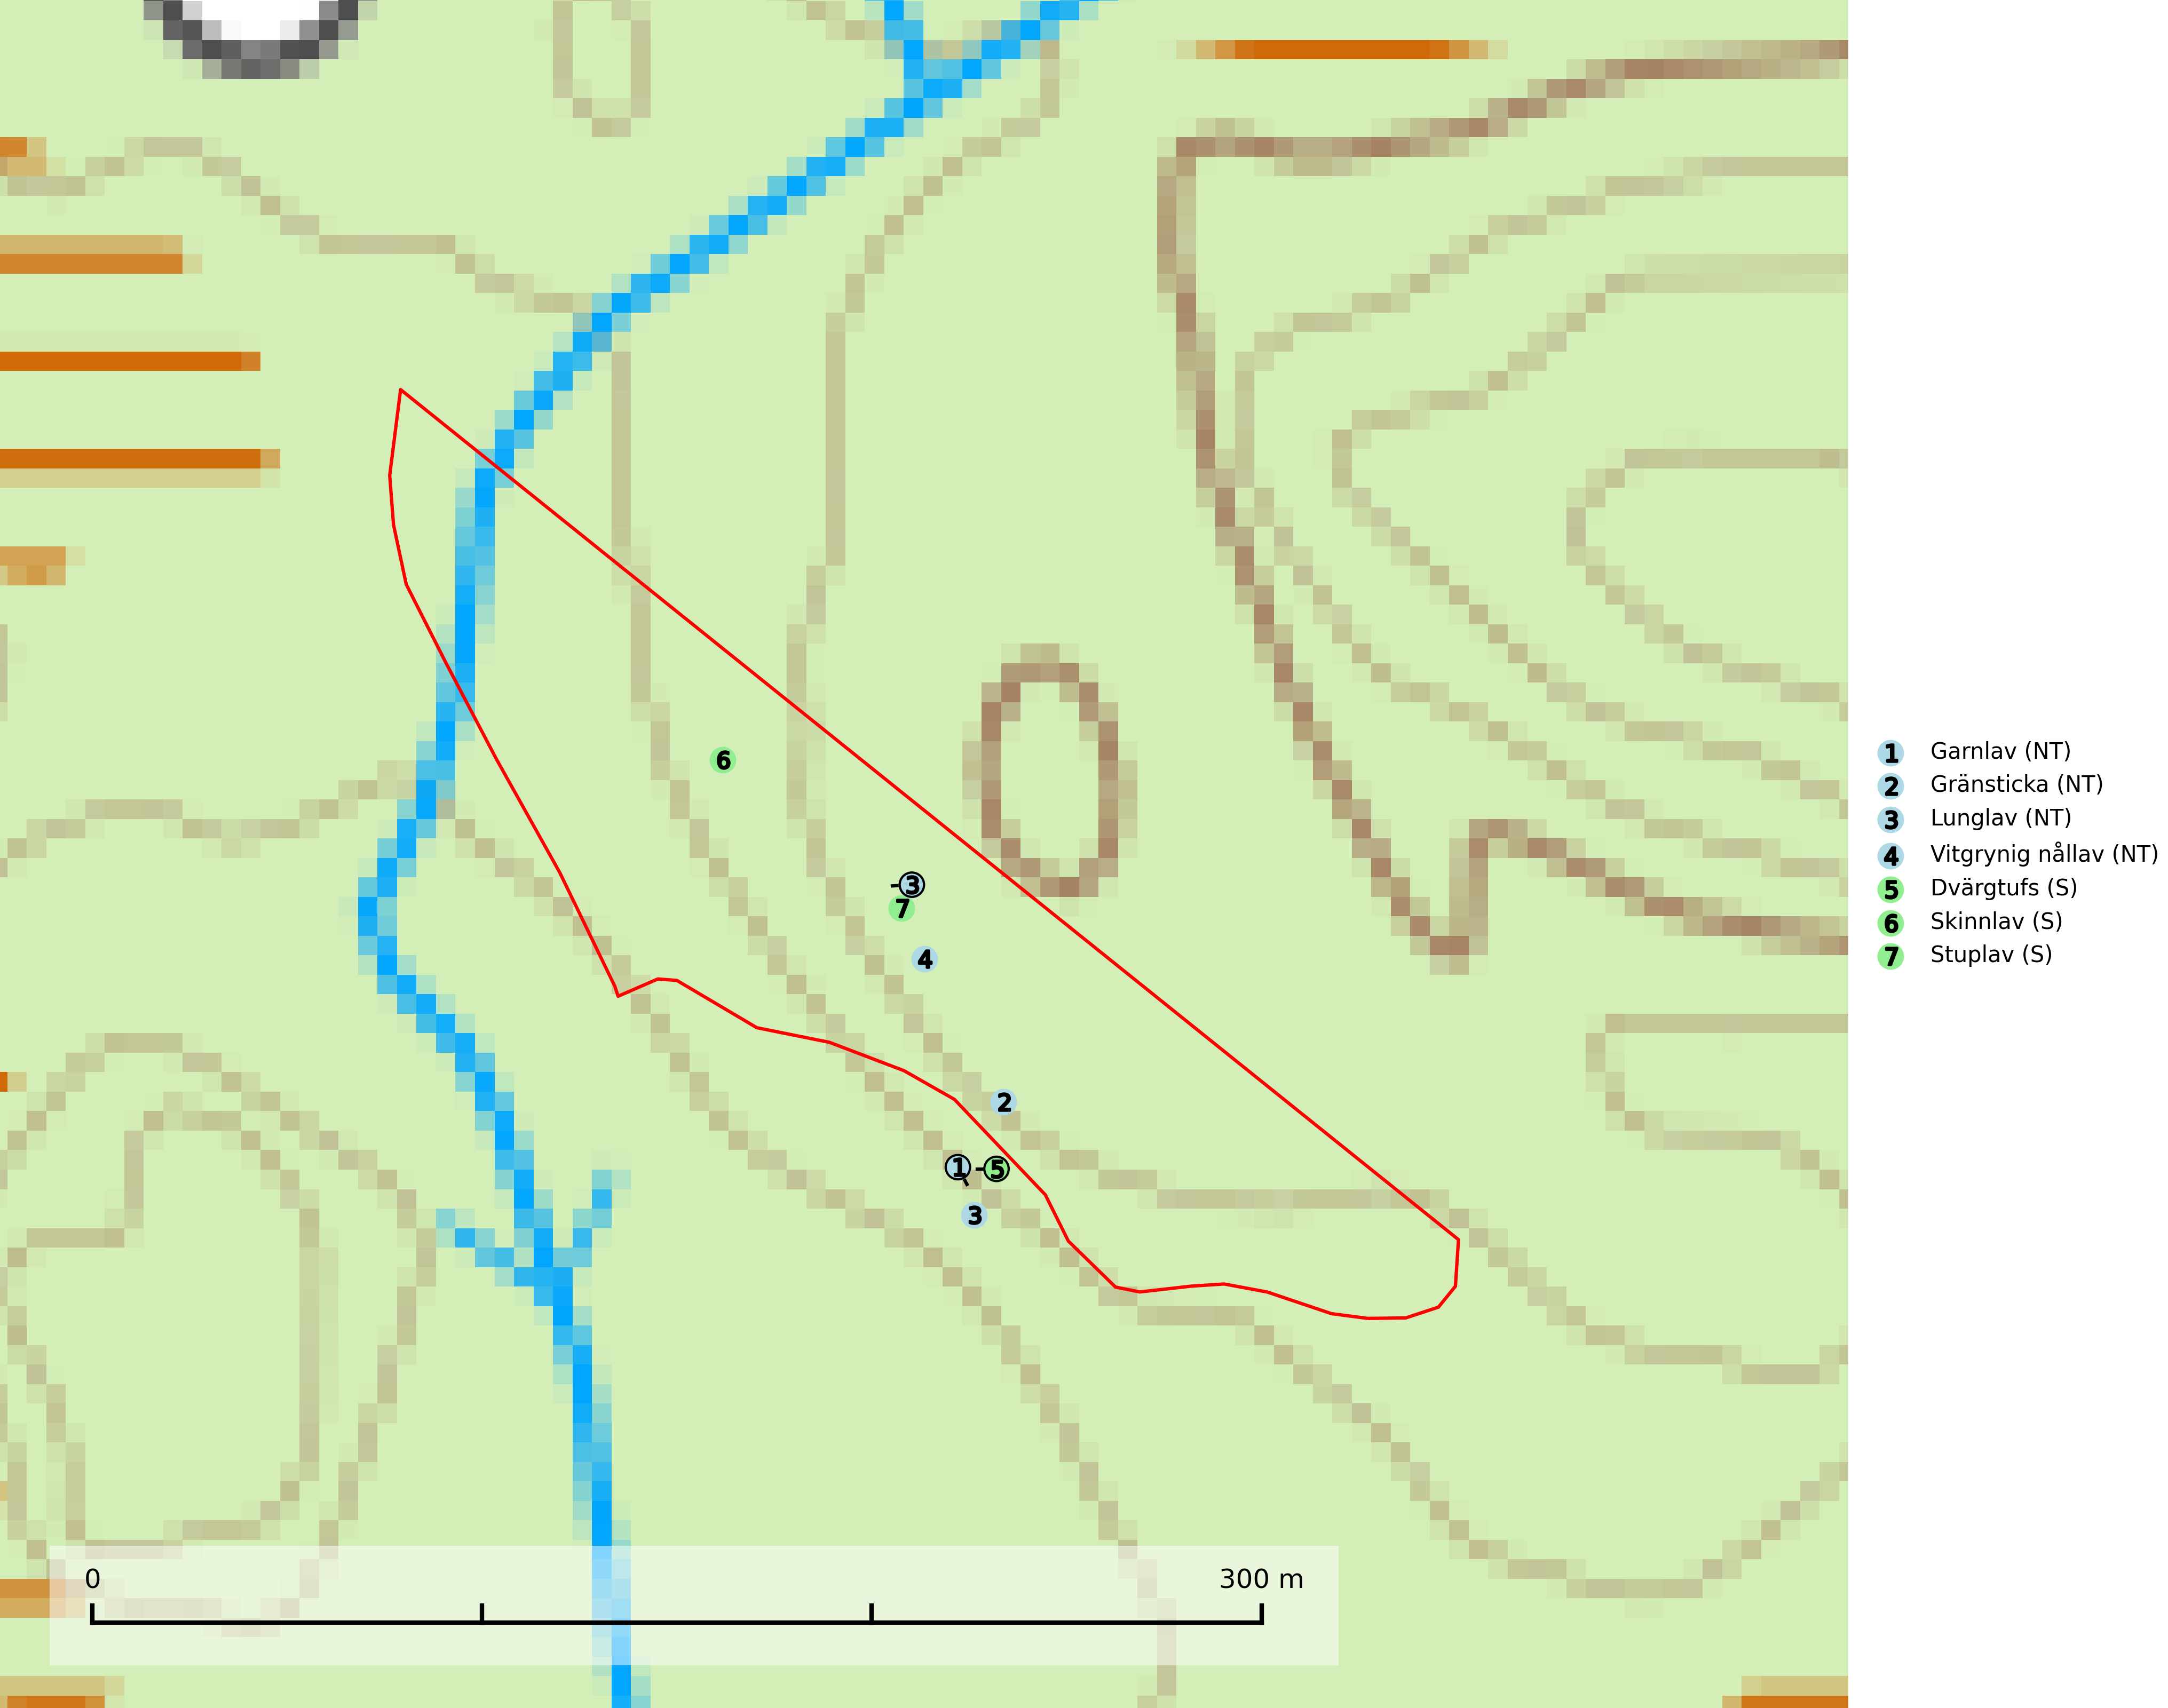 6
3
7
4
2
1
5
3
0
300 m
1 Garnlav (NT)
2 Gränsticka (NT)
3 Lunglav (NT)
4 Vitgrynig nållav (NT)
5 Dvärgtufs (S)
6 Skinnlav (S)
7 Stuplav (S)